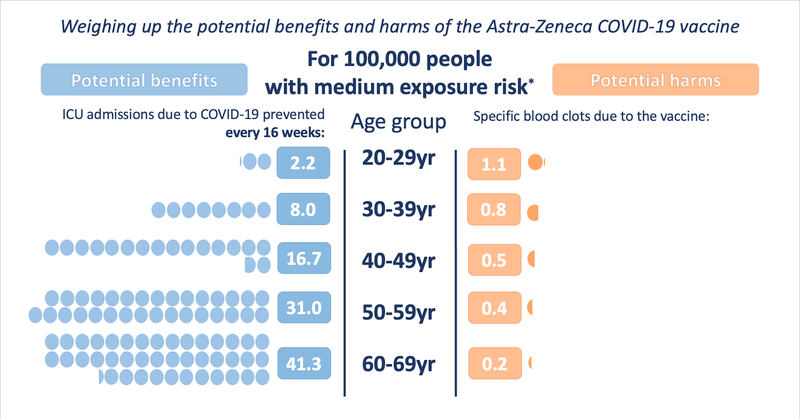 Weighing up the potential benefits and harms of the Astra-Zeneca COVID-19 vaccine
For 100,000 people
with medium exposure risk*
Potential benefits
Potential harms
ICU admissions due to COVID-19 prevented
every 16 weeks:
Age group
Specific blood clots due to the vaccine:
2.2 20-29yr 1.1
8.0 30-39yr 0.8
16.7 40-49yr 0.5
31.0 50-59yr 0.4
41.3 60-69yr 0.2